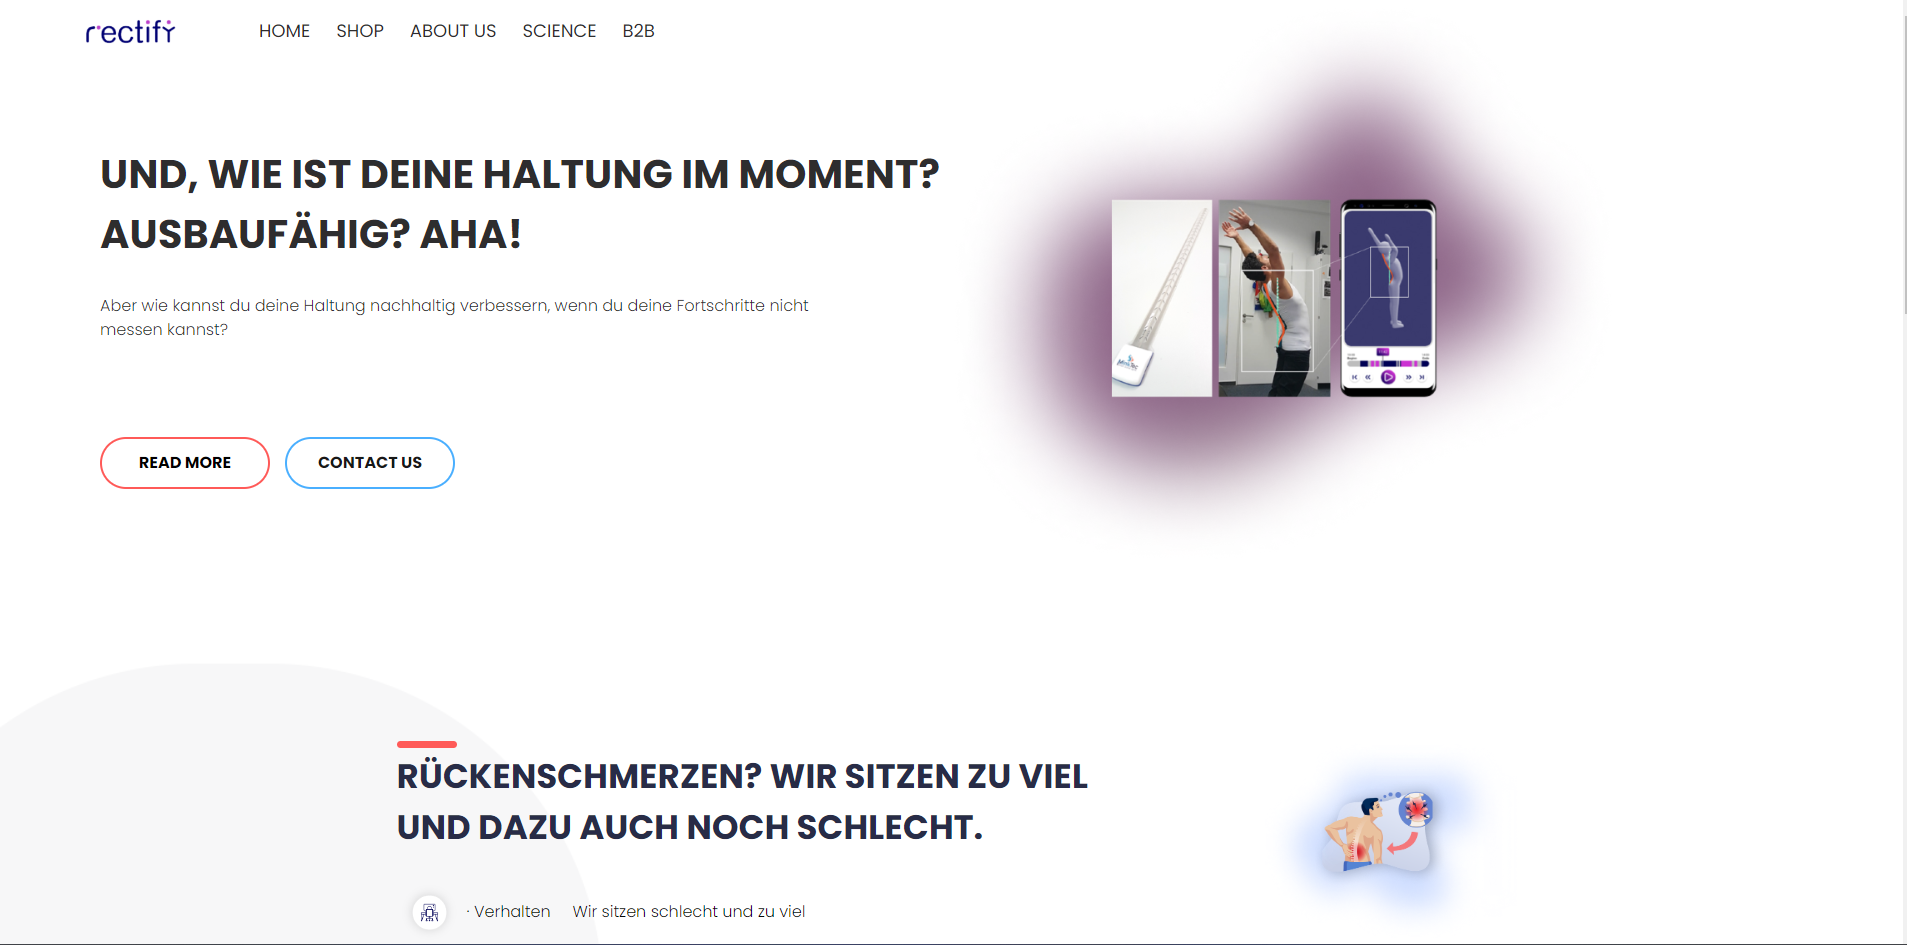 rectify
HOME SHOP ABOUT US SCIENCE B2B
UND, WIE IST DEINE HALTUNG IM MOMENT?
AUSBAUFÄHIG? AHA!
Aber wie kannst du deine Haltung nachhaltig verbessern, wenn du deine Fortschritte nicht
messen kannst?
READ MORE CONTACT US
RÜCKENSCHMERZEN? WIR SITZEN ZU VIEL
UND DAZU AUCH NOCH SCHLECHT.
· Verhalten Wir sitzen schlecht und zu viel